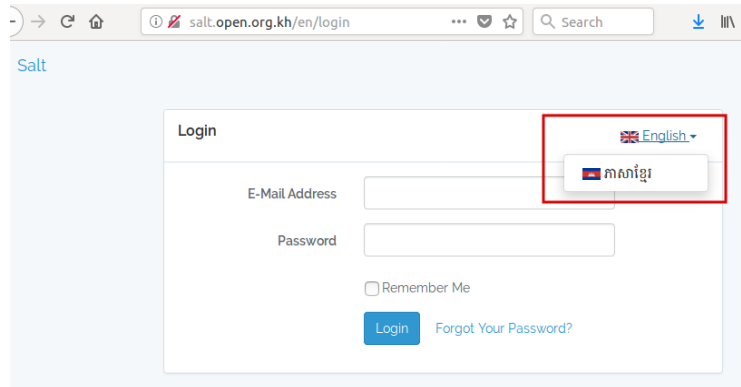 salt.open.org.kh/en/login
Search
Salt
Login
English
ភាសាខ្មែរ
E-Mail Address
Password
Remember Me
Login
Forgot Your Password?